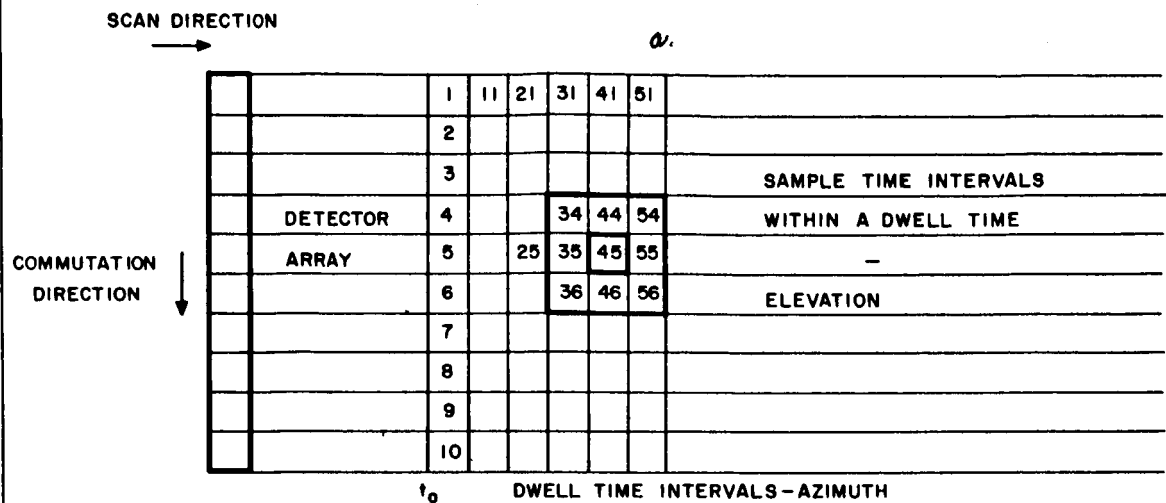 SCAN DIRECTION
a.
1 11 21 31 41 51
2
3 SAMPLE TIME INTERVALS
DETECTOR 4 34 44 54 WITHIN A DWELL TIME
COMMUTATION DIRECTION
ARRAY 5 25 35 45 55 –
6 36 46 56 ELEVATION
7
8
9
10
to DWELL TIME INTERVALS-AZIMUTH